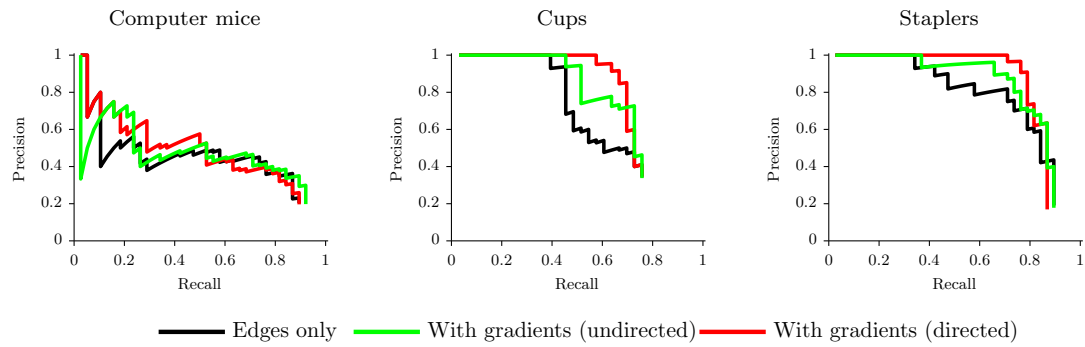 Computer mice
Cups
Staplers
1
0.8
0.6
0.4
0.2
0
Precision
0 0.2 0.4 0.6 0.8 1
Recall
1
0.8
0.6
0.4
0.2
0
Precision
0 0.2 0.4 0.6 0.8 1
Recall
1
0.8
0.6
0.4
0.2
0
Precision
0 0.2 0.4 0.6 0.8 1
Recall
Edges only With gradients (undirected) With gradients (directed)